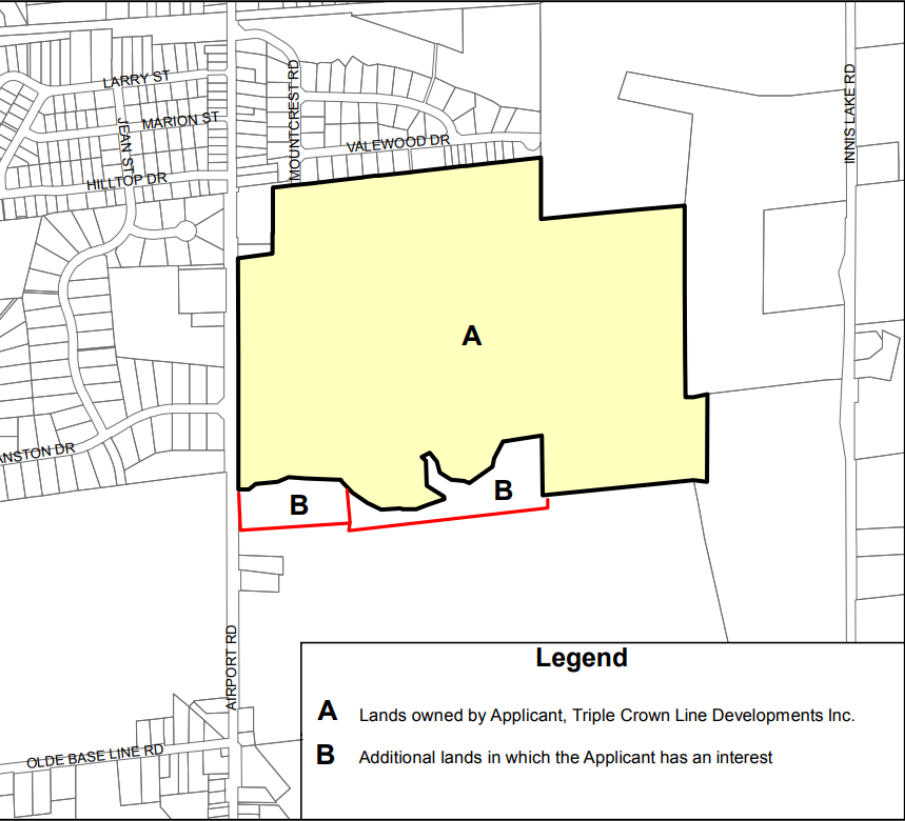 LARRY ST
MARION ST
JEAN ST
HILLTOP DR
MOUNTCREST RD
VALEWOOD DR
INNIS LAKE RD
A
ANSTON DR
B
B
AIRPORT RD
OLDE BASE LINE RD
Legend
A Lands owned by Applicant, Triple Crown Line Developments Inc.
B Additional lands in which the Applicant has an interest